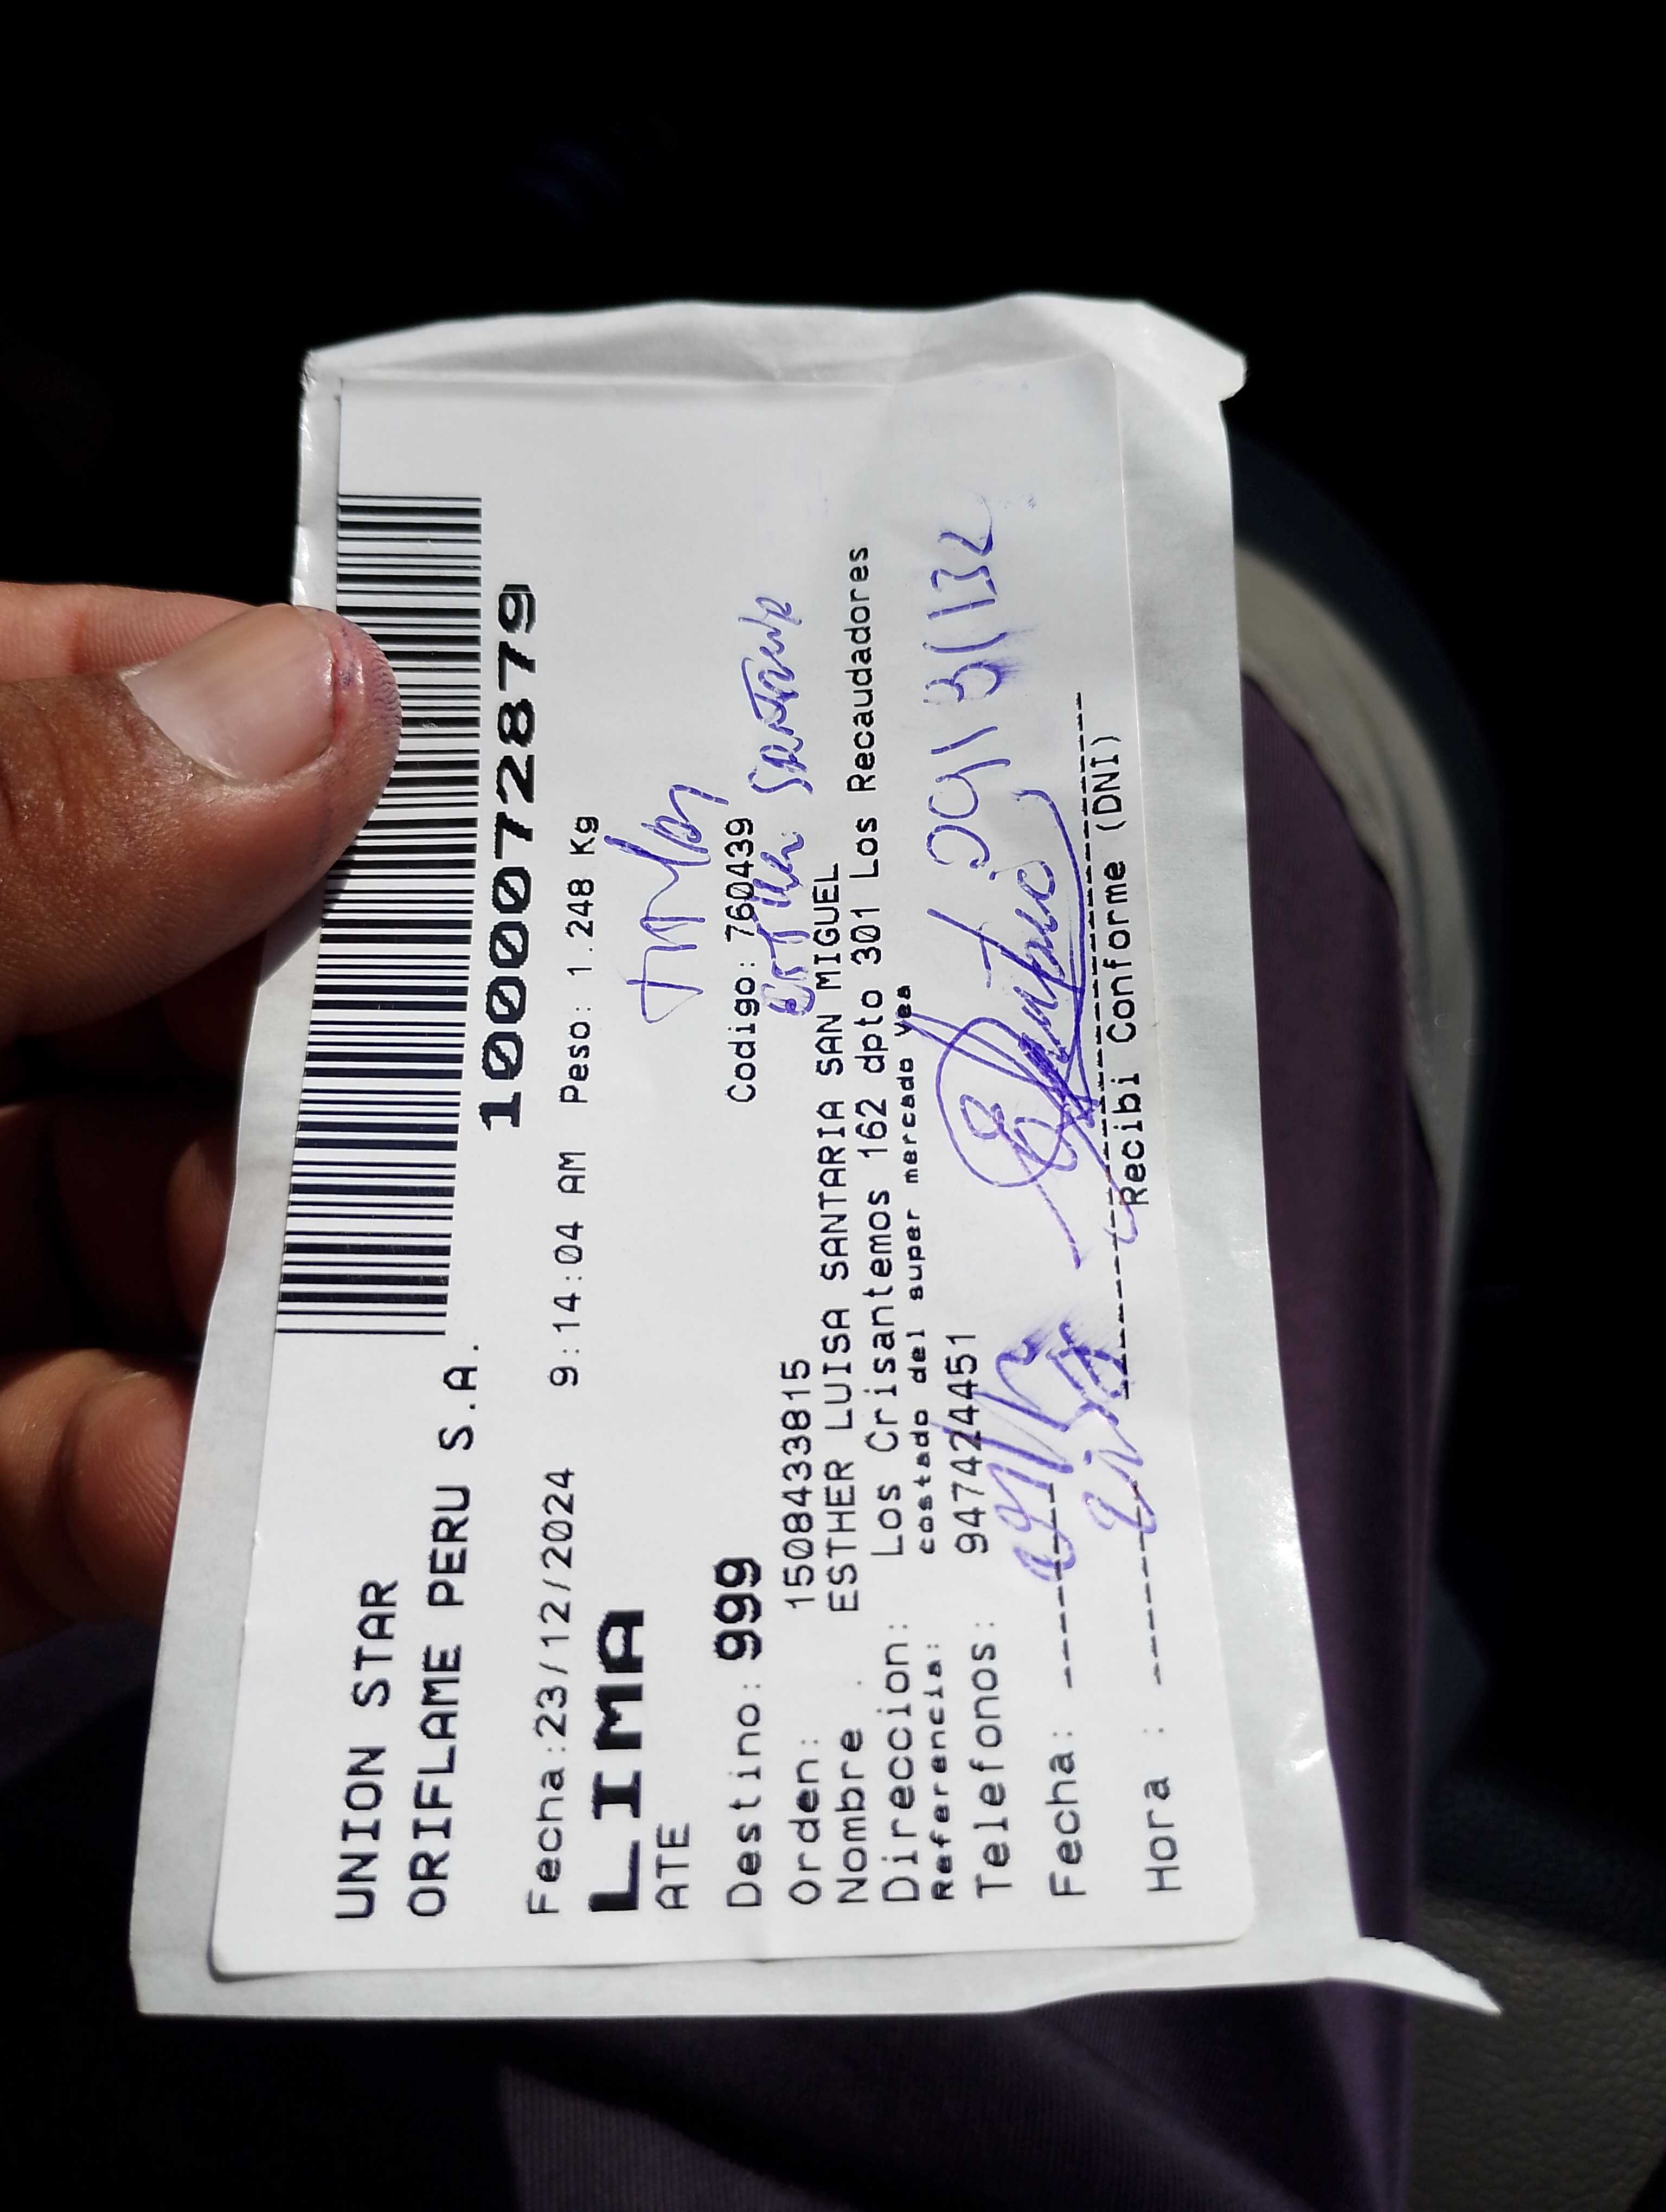 UNION STAR
ORIFLAME PERU S.A.
1000072879
Fecha:23/12/2024 9:14:04 AM Peso: 1.248 Kg
LIMA
ATE
Destino: 999 Codigo: 760439
Orden: 1508433815
Nombre : ESTHER LUISA SANTARIA SAN MIGUEL
Direccion: Los Crisantemos 162 dpto 301 Los Recaudadores
Referencia: costado del super mercado vea
Telefonos: 947424451
Fecha:
Hora :
Recibi Conforme (DNI)